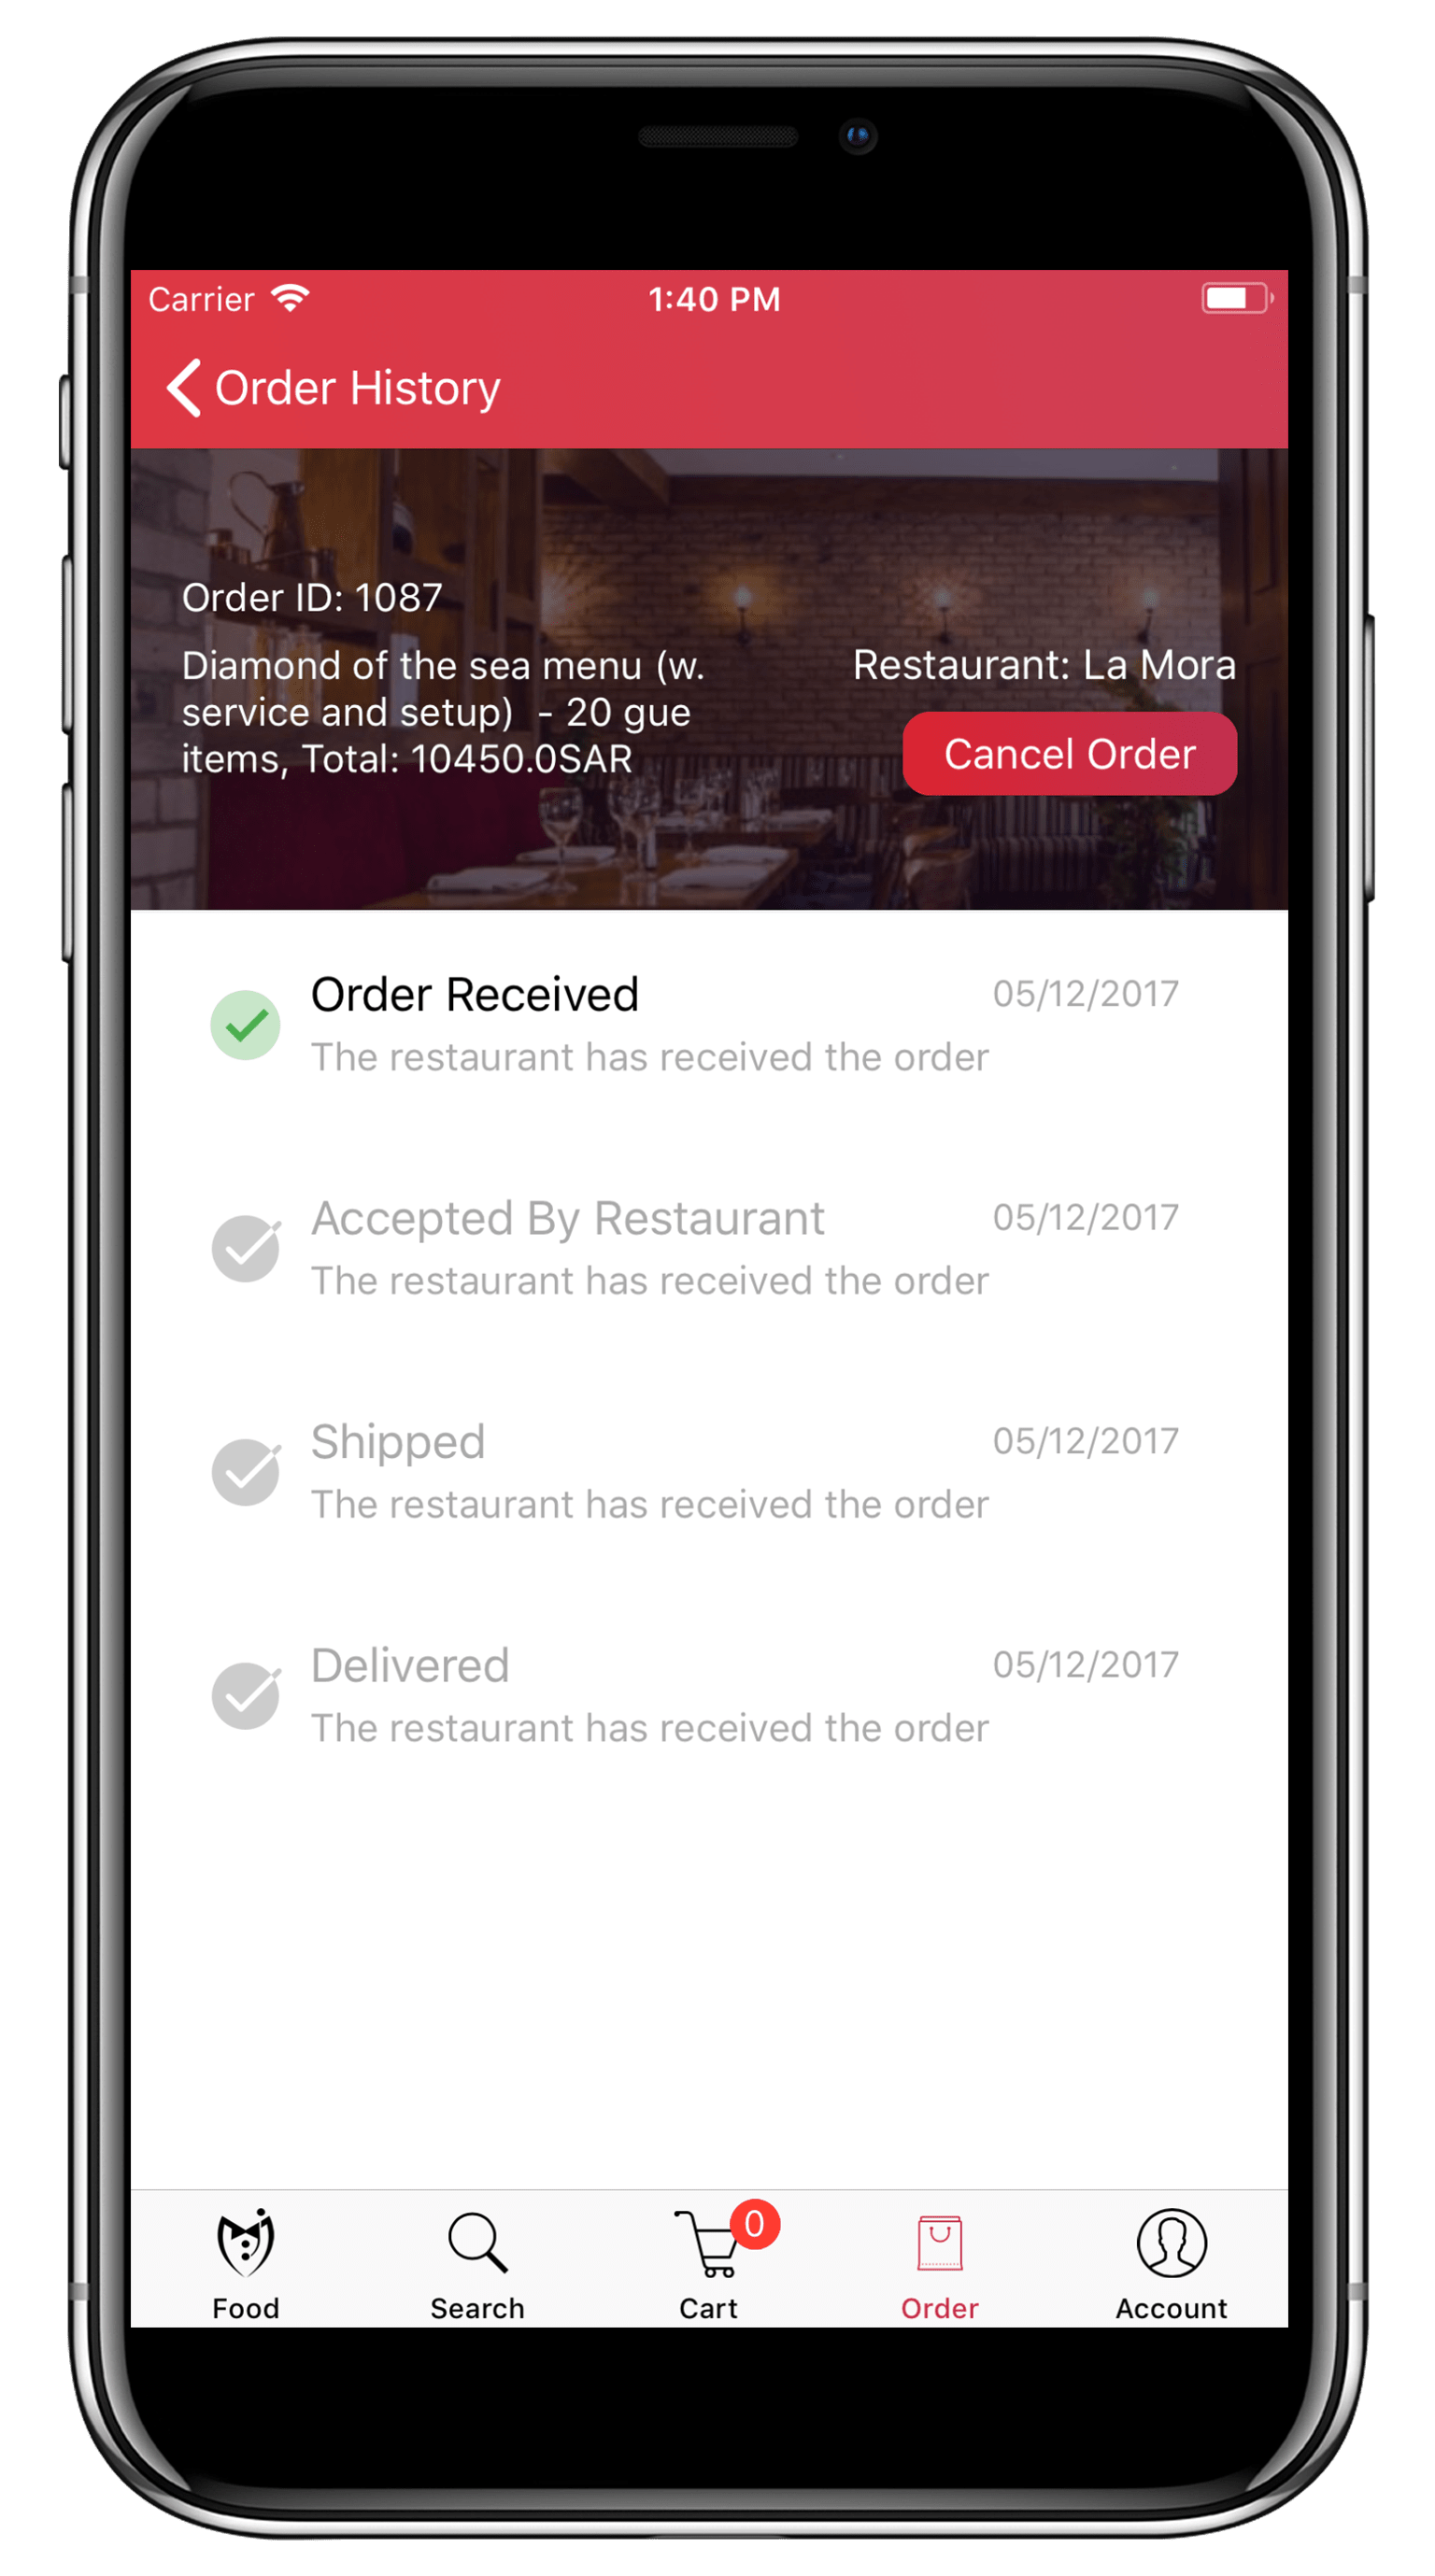 Carrier 1:40 PM
Order History
Order ID: 1087
Diamond of the sea menu (w.
service and setup)  - 20 gue
items, Total: 10450.0SAR
Restaurant: La Mora
Cancel Order
Order Received 05/12/2017
The restaurant has received the order
Accepted By Restaurant 05/12/2017
The restaurant has received the order
Shipped 05/12/2017
The restaurant has received the order
Delivered 05/12/2017
The restaurant has received the order
0
Food Search Cart Order Account